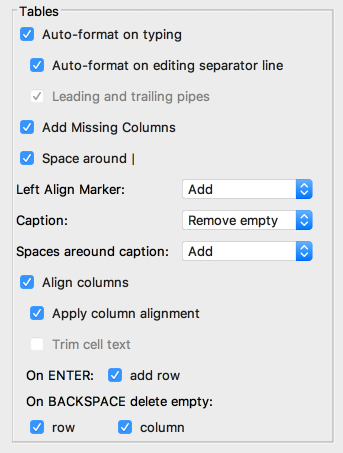 Tables
Auto-format on typing
Auto-format on editing separator line
Leading and trailing pipes
Add Missing Columns
Space around |
Left Align Marker: Add
Caption: Remove empty
Spaces areound caption: Add
Align columns
Apply column alignment
Trim cell text
On ENTER: add row
On BACKSPACE delete empty:
row column